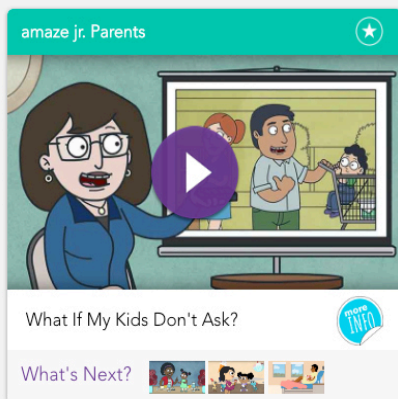 amaze jr. Parents
What If My Kids Don't Ask?
more
INFO
What's Next?